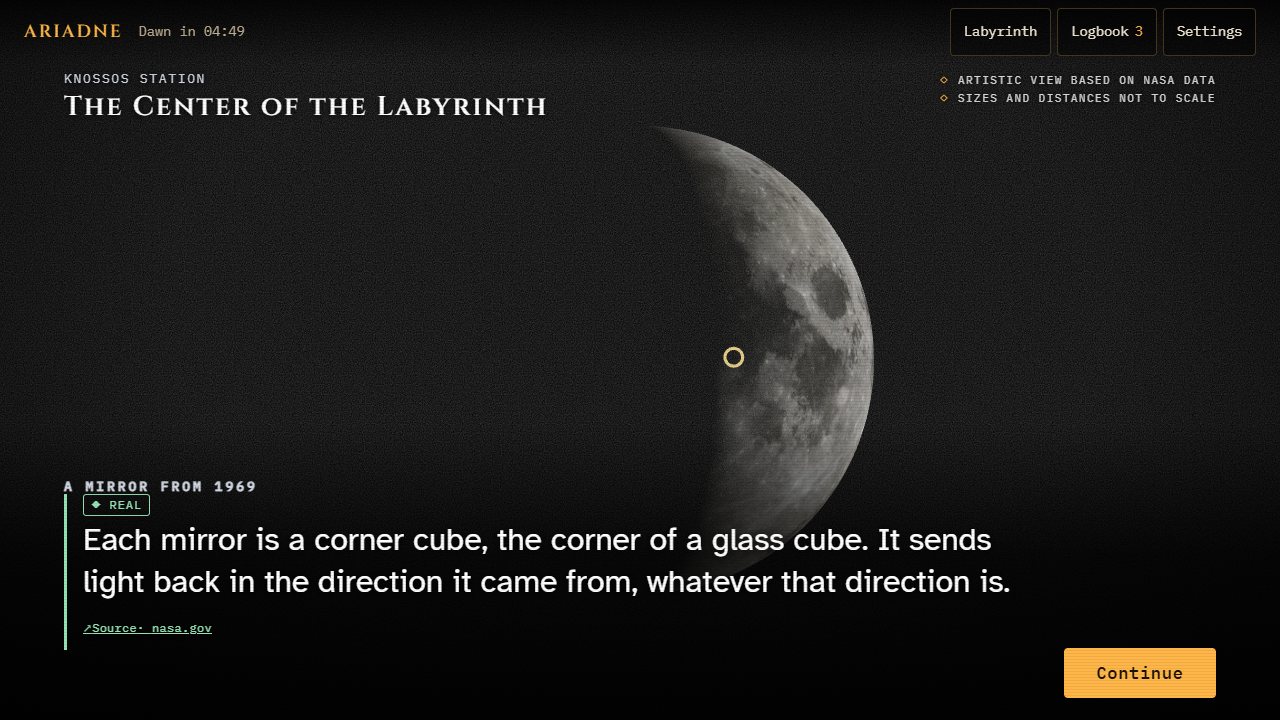 ARIADNE Dawn in 04:49 Labyrinth Logbook 3 Settings
KNOSSOS STATION
The Center of the Labyrinth
◇ ARTISTIC VIEW BASED ON NASA DATA
◇ SIZES AND DISTANCES NOT TO SCALE
A MIRROR FROM 1969
◆ REAL
Each mirror is a corner cube, the corner of a glass cube. It sends
light back in the direction it came from, whatever that direction is.
↗Source· nasa.gov
Continue